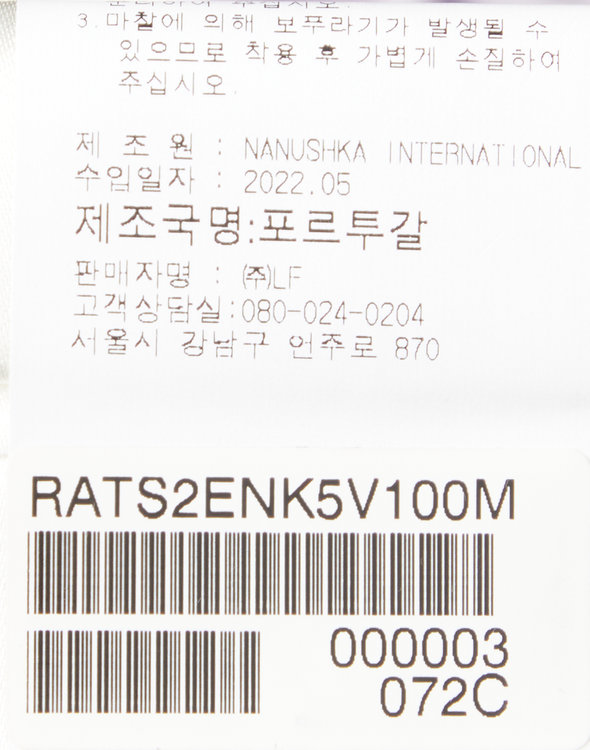 3.마찰에 의해 보푸라기가 발생될 수
있으므로 착용 후 가볍게 손질하여
주십시오.
제 조 원 : NANUSHKA INTERNATIONAL
수입일자 : 2022.05
제조국명:포르투갈
판매자명 : ㈜LF
고객상담실:080-024-0204
서울시 강남구 언주로 870
RATS2ENK5V100M
000003
072C